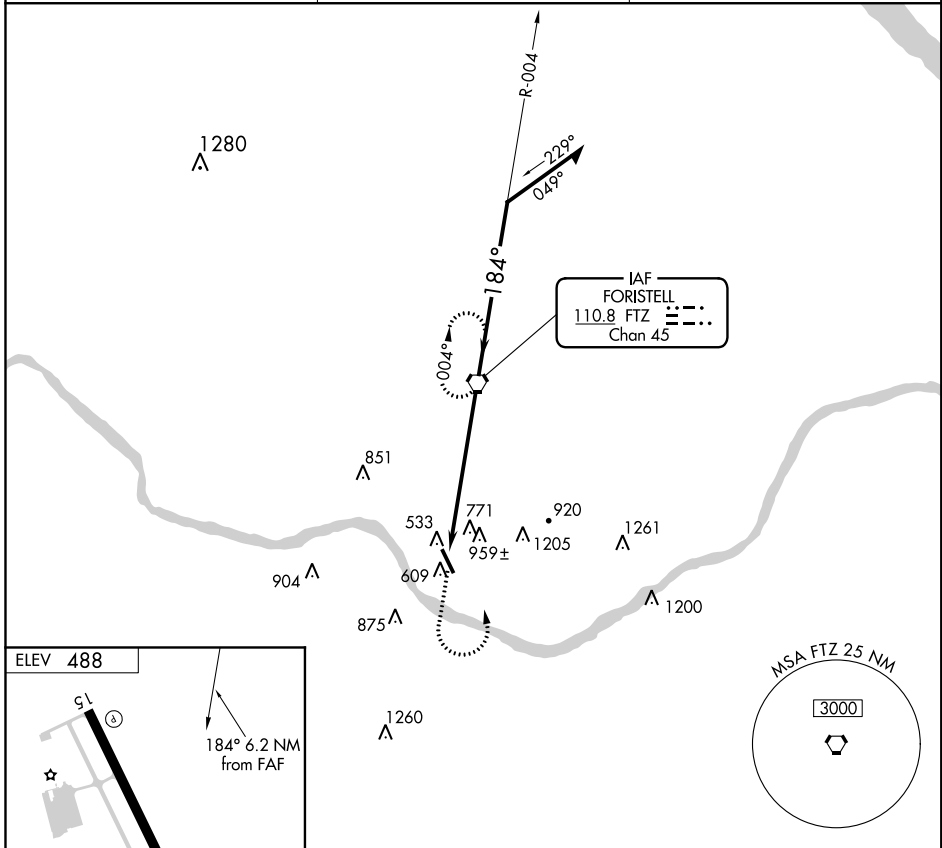 R-004
1280
229°
049°
184°
IAF
FORISTELL
110.8 FTZ
Chan 45
004°
851
771
920
533
959±
1205
1261
904
609
875
1200
ELEV 488
MSA FTZ 25 NM
3000
15
P
184° 6.2 NM
from FAF
1260